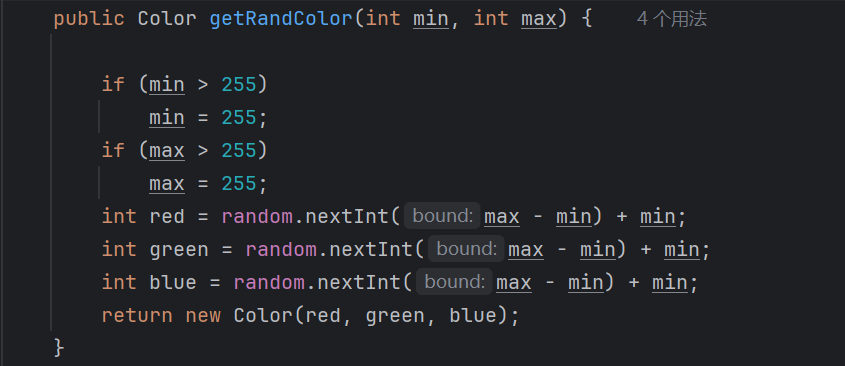 public Color getRandColor(int min, int max) { 4 个用法
if (min > 255)
min = 255;
if (max > 255)
max = 255;
int red = random.nextInt( bound: max - min) + min;
int green = random.nextInt( bound: max - min) + min;
int blue = random.nextInt( bound: max - min) + min;
return new Color(red, green, blue);
}